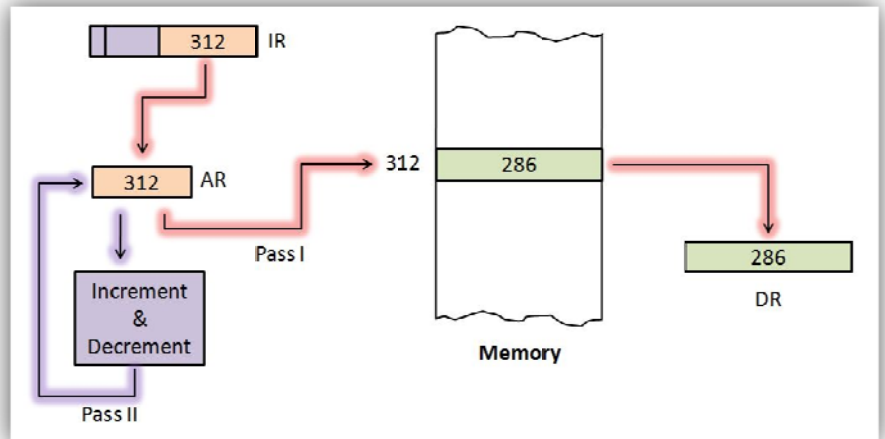 312 IR
312 AR
312
286
Pass I
286
DR
Increment
&
Decrement
Memory
Pass II